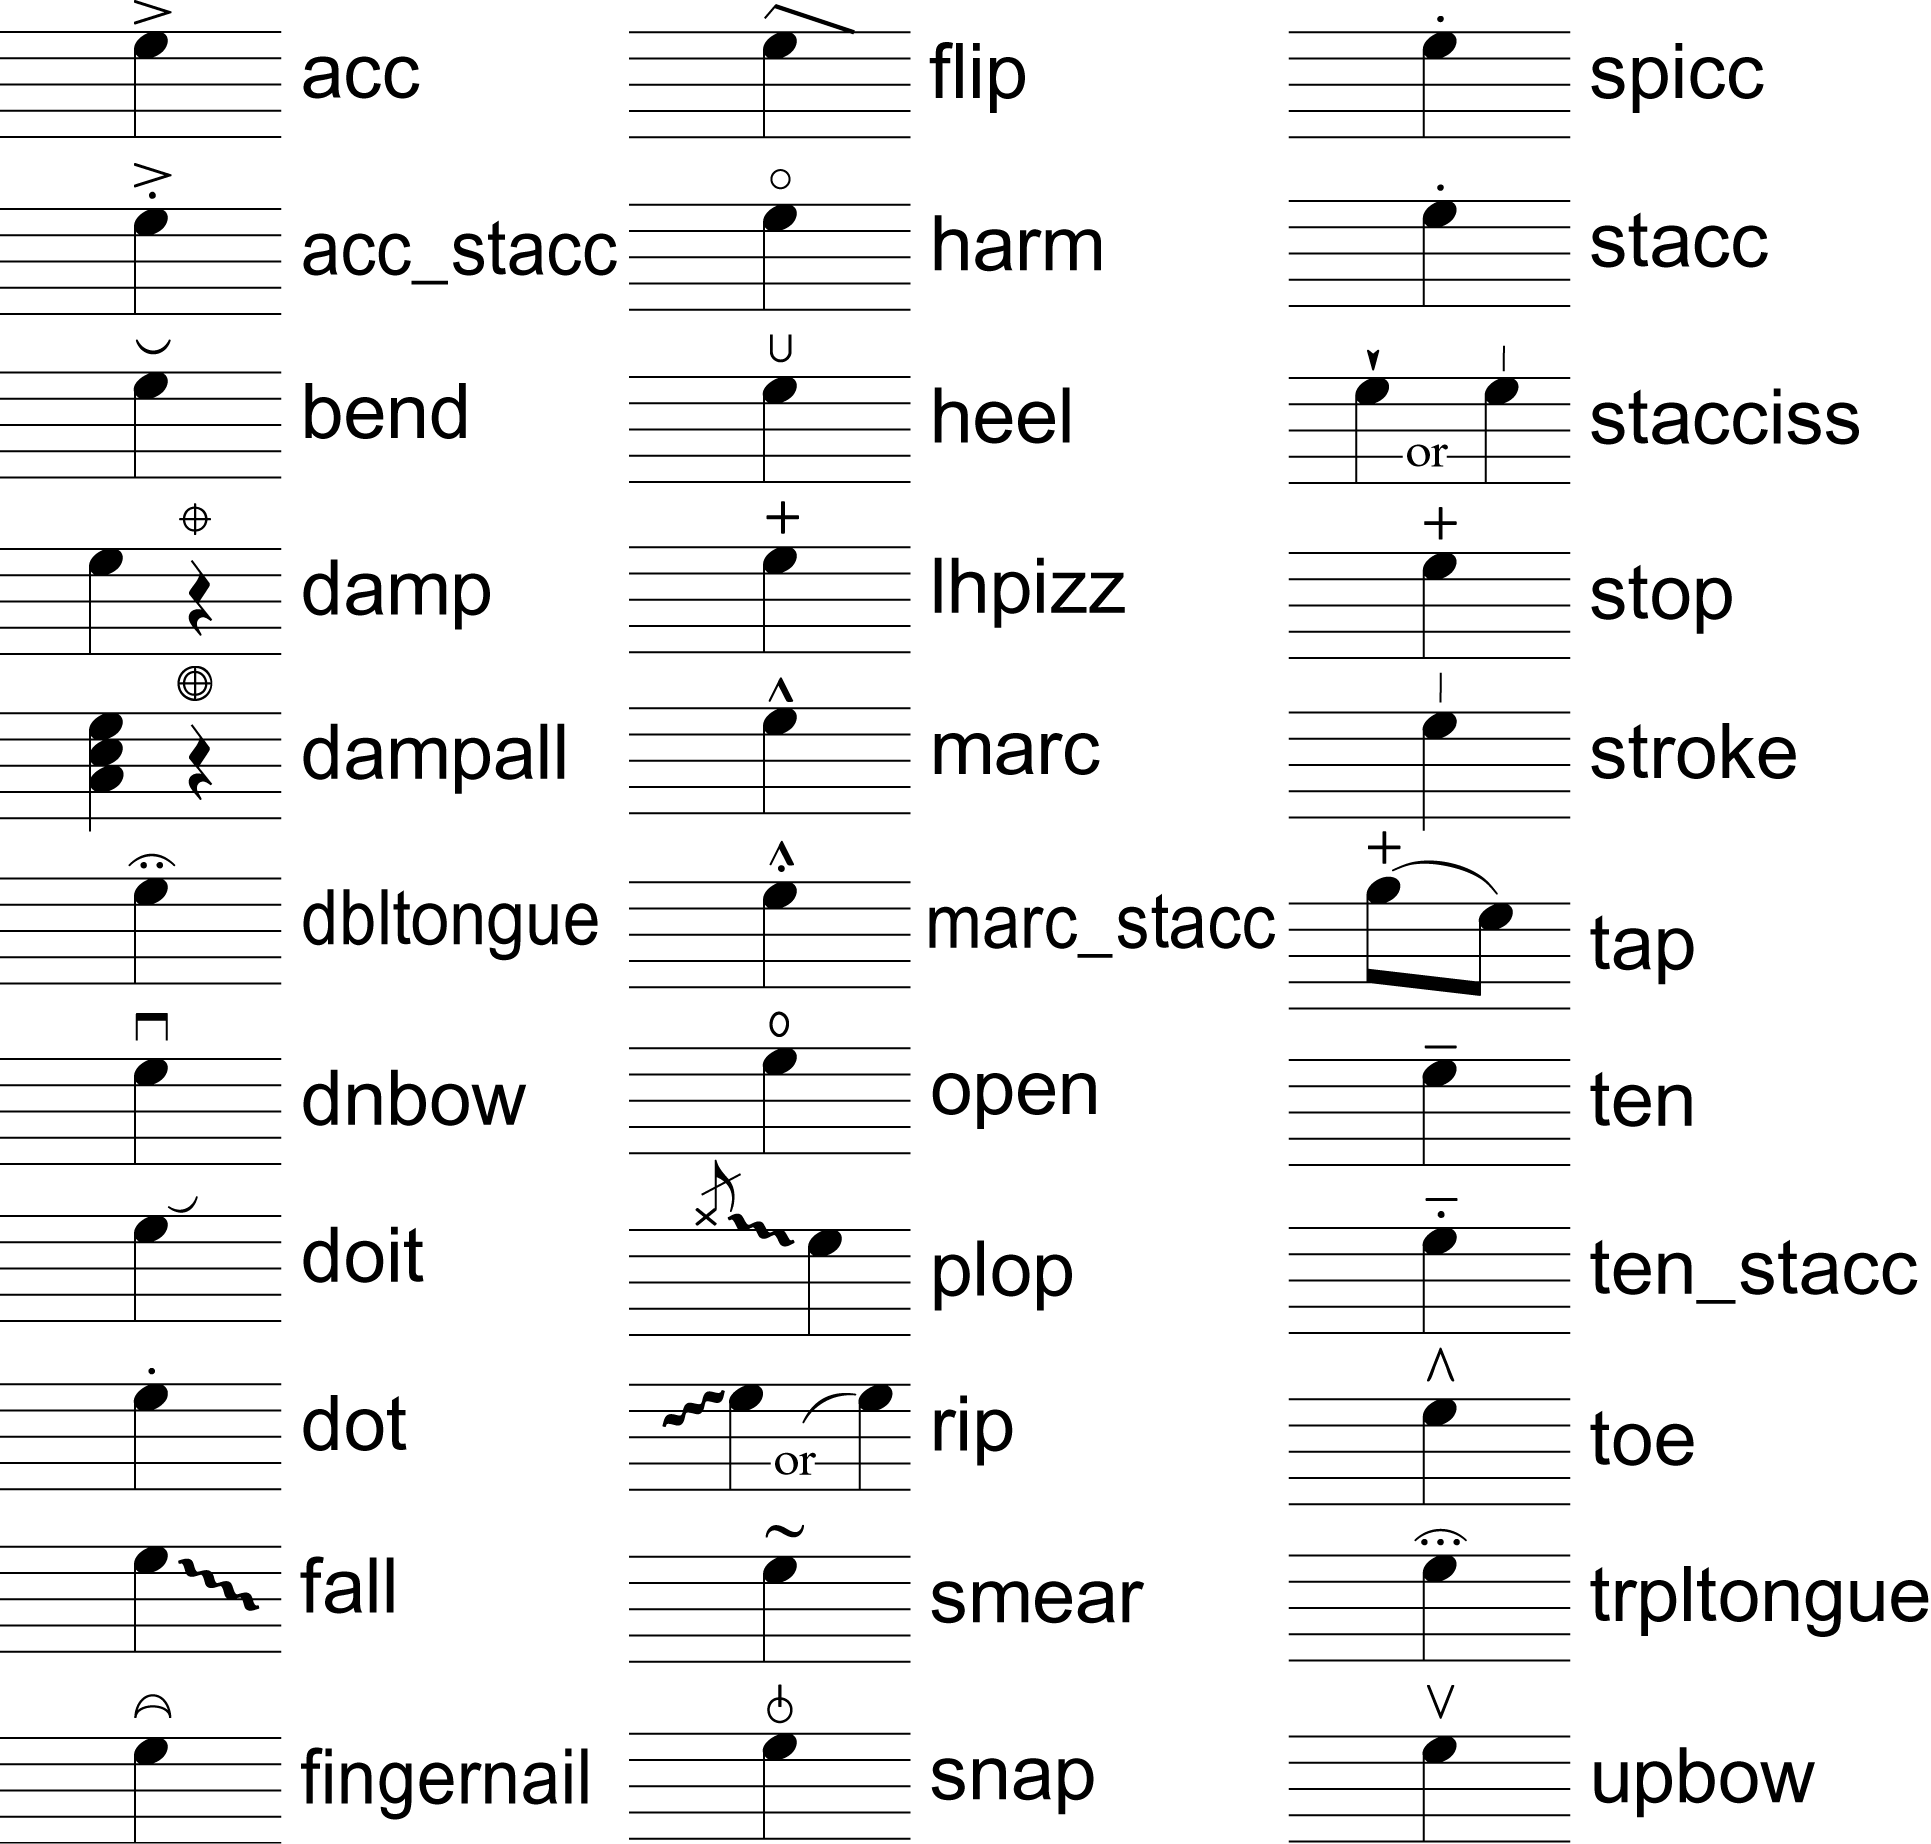 acc
flip
spicc
acc_stacc
harm
stacc
bend
heel
or
stacciss
damp
lhpizz
stop
dampall
marc
stroke
dbltongue
marc_stacc
tap
dnbow
open
ten
doit
plop
ten_stacc
dot
or
rip
toe
fall
smear
trpltongue
fingernail
snap
upbow